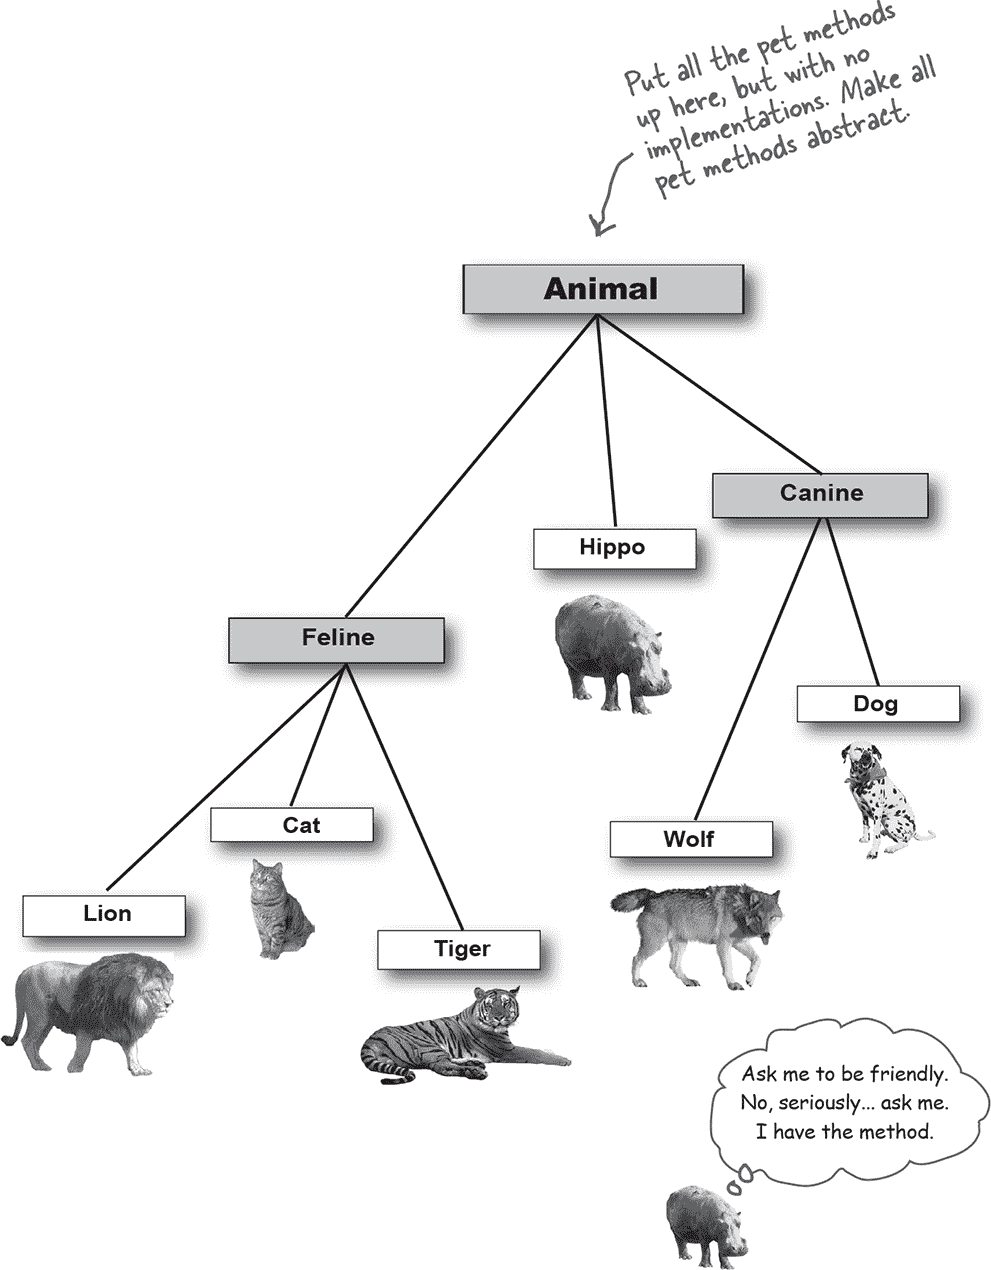 Put all the pet methods
up here, but with no
implementations. Make all
pet methods abstract.
Animal
Canine
Hippo
Feline
Dog
Cat
Wolf
Lion
Tiger
Ask me to be friendly.
No, seriously... ask me.
I have the method.